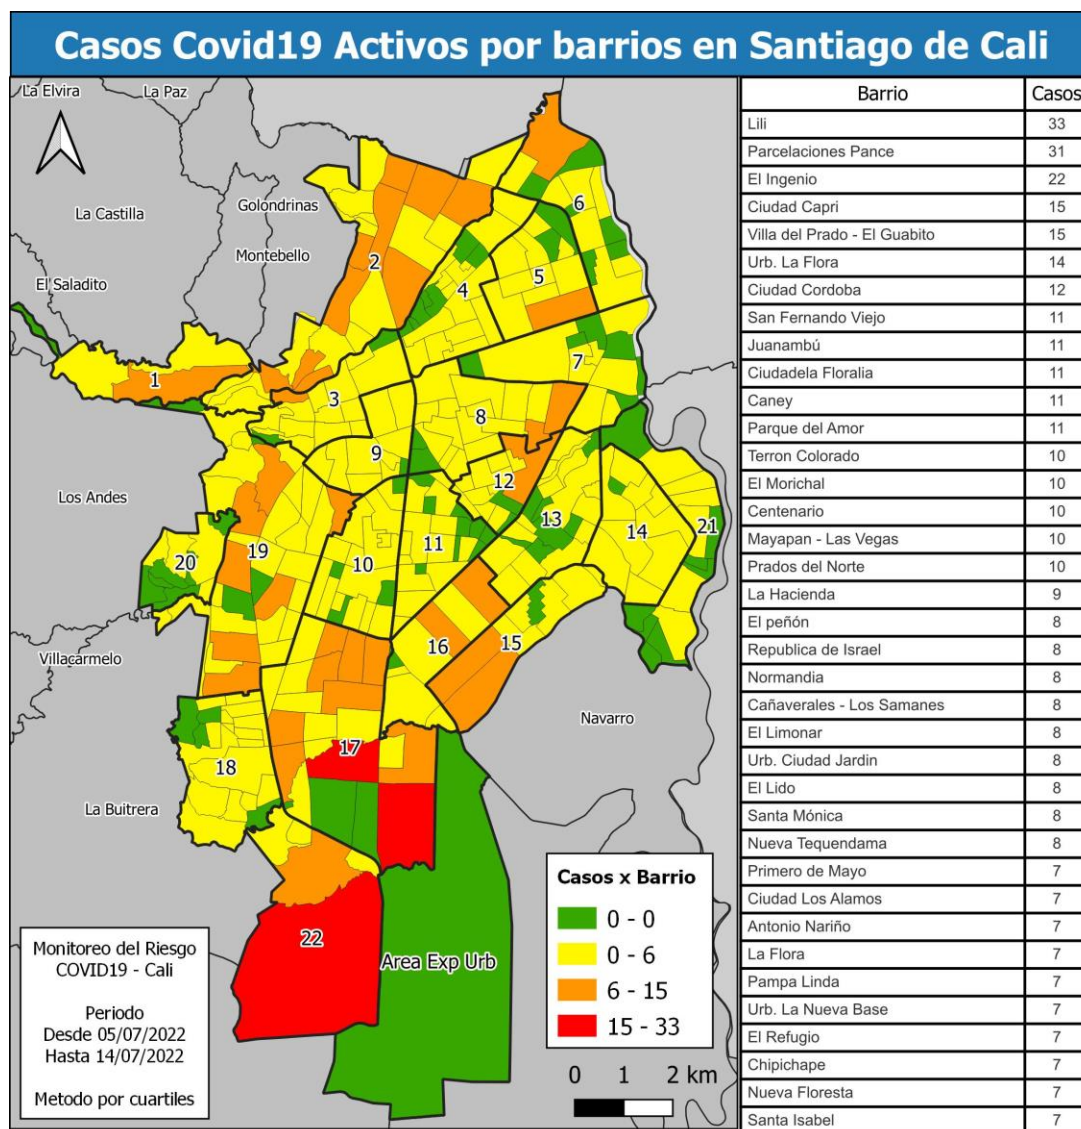 Casos Covid19 Activos por barrios en Santiago de Cali
La Elvira
La Paz
La Castilla
Golondrinas
Montebello
El Saladito
Los Andes
Villacarmelo
La Buitrera
Navarro
Area Exp Urb
1
2
3
4
5
6
7
8
9
10
11
12
13
14
15
16
17
18
19
20
21
22
Monitoreo del Riesgo
COVID19 - Cali
Periodo
Desde 05/07/2022
Hasta 14/07/2022
Metodo por cuartiles
Casos x Barrio
0 - 0
0 - 6
6 - 15
15 - 33
0 1 2 km
Barrio Casos
Lili 33
Parcelaciones Pance 31
El Ingenio 22
Ciudad Capri 15
Villa del Prado - El Guabito 15
Urb. La Flora 14
Ciudad Cordoba 12
San Fernando Viejo 11
Juanambú 11
Ciudadela Floralia 11
Caney 11
Parque del Amor 11
Terron Colorado 10
El Morichal 10
Centenario 10
Mayapan - Las Vegas 10
Prados del Norte 10
La Hacienda 9
El peñón 8
Republica de Israel 8
Normandia 8
Cañaverales - Los Samanes 8
El Limonar 8
Urb. Ciudad Jardin 8
El Lido 8
Santa Mónica 8
Nueva Tequendama 8
Primero de Mayo 7
Ciudad Los Alamos 7
Antonio Nariño 7
La Flora 7
Pampa Linda 7
Urb. La Nueva Base 7
El Refugio 7
Chipichape 7
Nueva Floresta 7
Santa Isabel 7